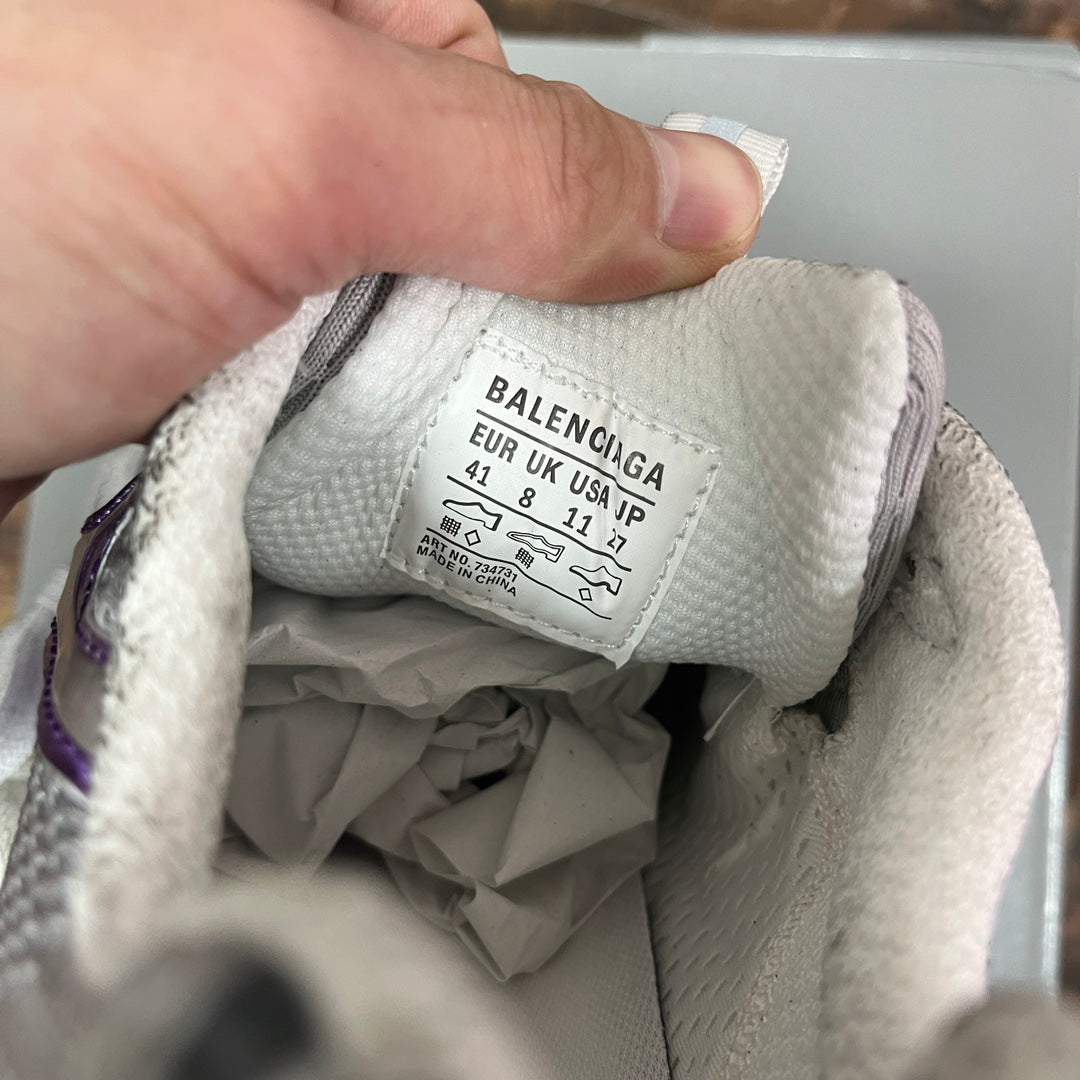 BALENCIAGA
EUR UK USA JP
41 8 11 27
ART NO. 734731
MADE IN CHINA